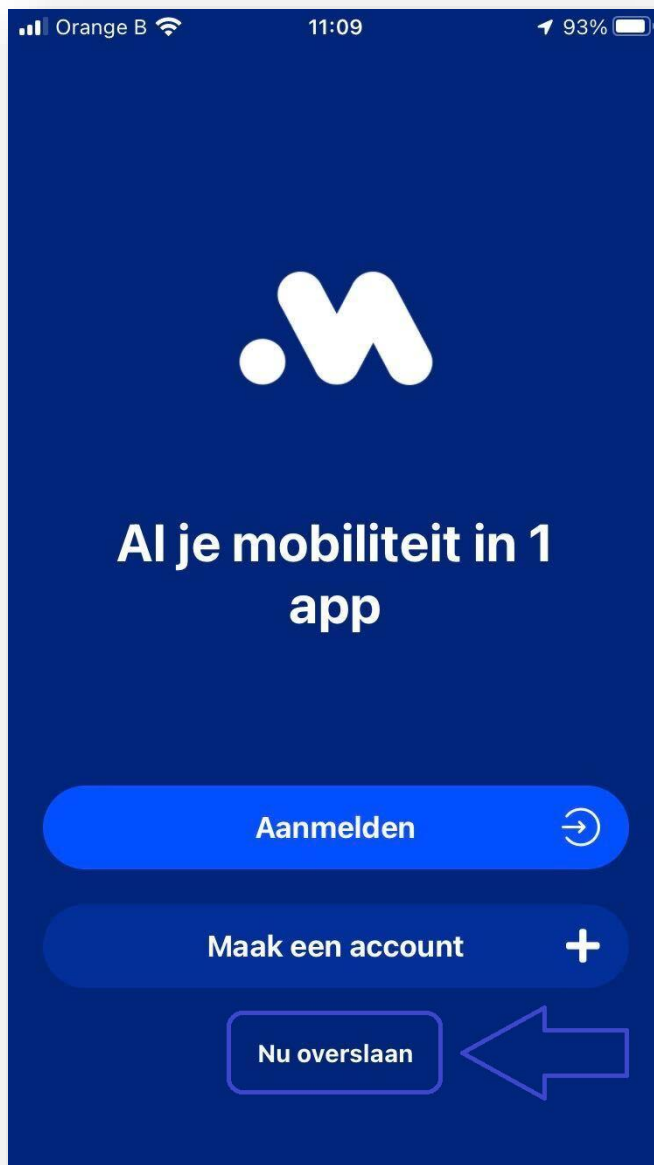 Orange B 11:09 93%
Al je mobiliteit in 1
app
Aanmelden
Maak een account
Nu overslaan